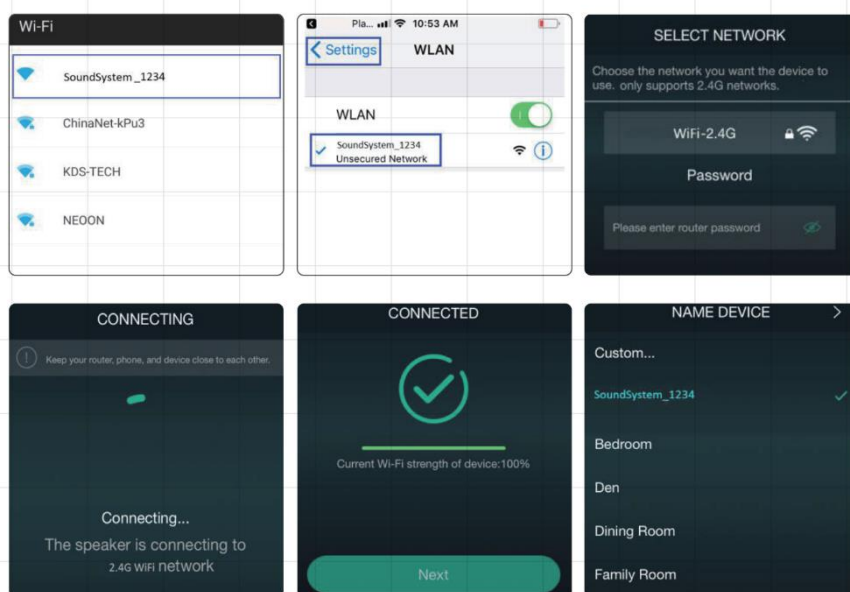 Wi-Fi
SoundSystem_1234
ChinaNet-kPu3
KDS-TECH
NEOON
Pla... 10:53 AM
Settings WLAN
WLAN
SoundSystem_1234
Unsecured Network
SELECT NETWORK
Choose the network you want the device to
use. only supports 2.4G networks.
WiFi-2.4G
Password
Please enter router password
CONNECTING
Keep your router, phone, and device close to each other.
Connecting...
The speaker is connecting to
2.4G WiFi network
CONNECTED
Current Wi-Fi strength of device:100%
Next
NAME DEVICE
Custom...
SoundSystem_1234
Bedroom
Den
Dining Room
Family Room